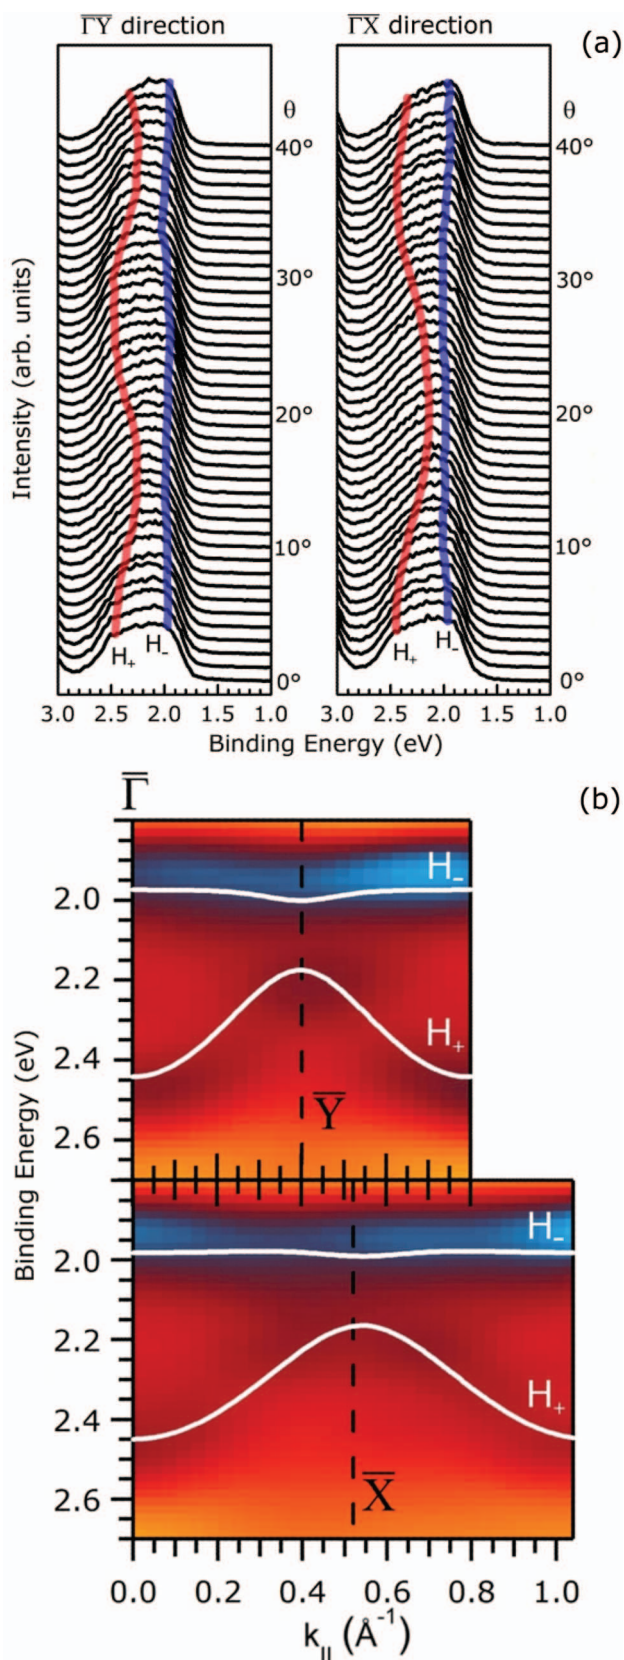 Γ̅Y̅ direction
Γ̅X̅ direction
(a)
θ
θ
40°
40°
30°
30°
20°
20°
10°
10°
0°
0°
H₊
H₋
H₊
H₋
Intensity (arb. units)
3.0 2.5 2.0 1.5 1.0
3.0 2.5 2.0 1.5 1.0
Binding Energy (eV)
Γ̅
(b)
H₋
2.0
2.2
H₊
2.4
Y̅
2.6
Binding Energy (eV)
H₋
2.0
2.2
H₊
2.4
X̅
2.6
0.0 0.2 0.4 0.6 0.8 1.0
k|| (Å⁻¹)